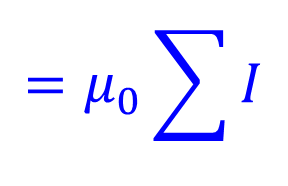 = μ₀ ∑ I